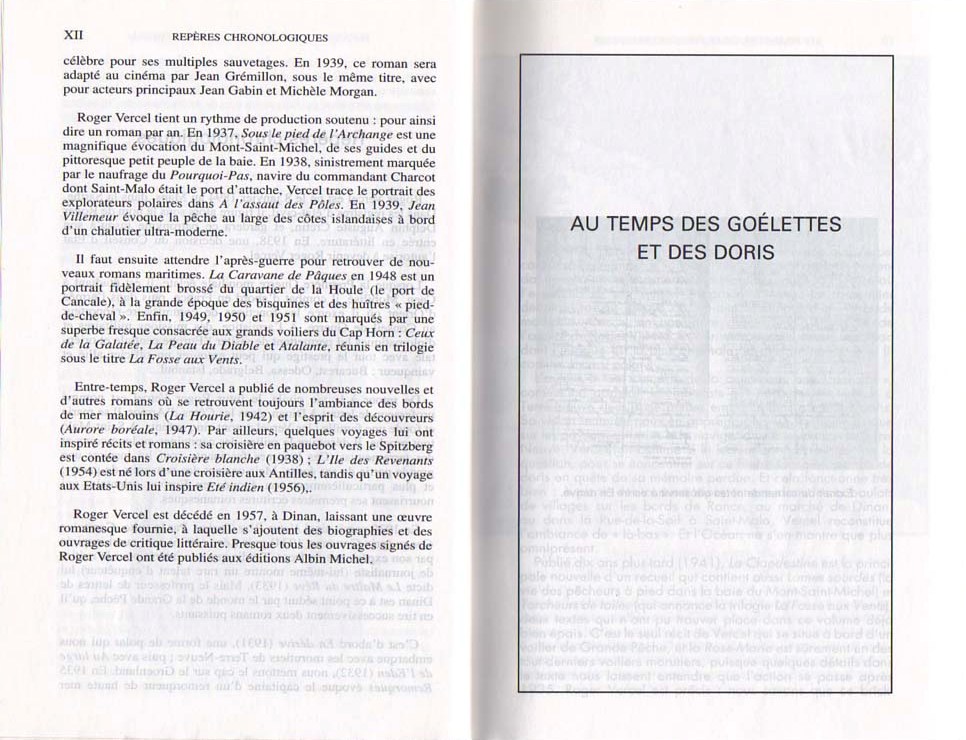 XII
REPÈRES CHRONOLOGIQUES
célèbre pour ses multiples sauvetages. En 1939, ce roman sera
adapté au cinéma par Jean Grémillon, sous le même titre, avec
pour acteurs principaux Jean Gabin et Michèle Morgan.
Roger Vercel tient un rythme de production soutenu : pour ainsi
dire un roman par an. En 1937, Sous le pied de l'Archange est une
magnifique évocation du Mont-Saint-Michel, de ses guides et du
pittoresque petit peuple de la baie. En 1938, sinistrement marquée
par le naufrage du Pourquoi-Pas, navire du commandant Charcot
dont Saint-Malo était le port d'attache, Vercel trace le portrait des
explorateurs polaires dans A l'assaut des Pôles. En 1939, Jean
Villemeur évoque la pêche au large des côtes islandaises à bord
d'un chalutier ultra-moderne.
Il faut ensuite attendre l'après-guerre pour retrouver de nou-
veaux romans maritimes. La Caravane de Pâques en 1948 est un
portrait fidèlement brossé du quartier de la Houle (le port de
Cancale), à la grande époque des bisquines et des huîtres « pied-
de-cheval ». Enfin, 1949, 1950 et 1951 sont marqués par une
superbe fresque consacrée aux grands voiliers du Cap Horn : Ceux
de la Galatée, La Peau du Diable et Atalante, réunis en trilogie
sous le titre La Fosse aux Vents.
Entre-temps, Roger Vercel a publié de nombreuses nouvelles et
d'autres romans où se retrouvent toujours l'ambiance des bords
de mer malouins (La Hourie, 1942) et l'esprit des découvreurs
(Aurore boréale, 1947). Par ailleurs, quelques voyages lui ont
inspiré récits et romans : sa croisière en paquebot vers le Spitzberg
est contée dans Croisière blanche (1938) ; L'Ile des Revenants
(1954) est né lors d'une croisière aux Antilles, tandis qu'un voyage
aux Etats-Unis lui inspire Eté indien (1956),.
Roger Vercel est décédé en 1957, à Dinan, laissant une œuvre
romanesque fournie, à laquelle s'ajoutent des biographies et des
ouvrages de critique littéraire. Presque tous les ouvrages signés de
Roger Vercel ont été publiés aux éditions Albin Michel.
AU TEMPS DES GOÉLETTES
ET DES DORIS